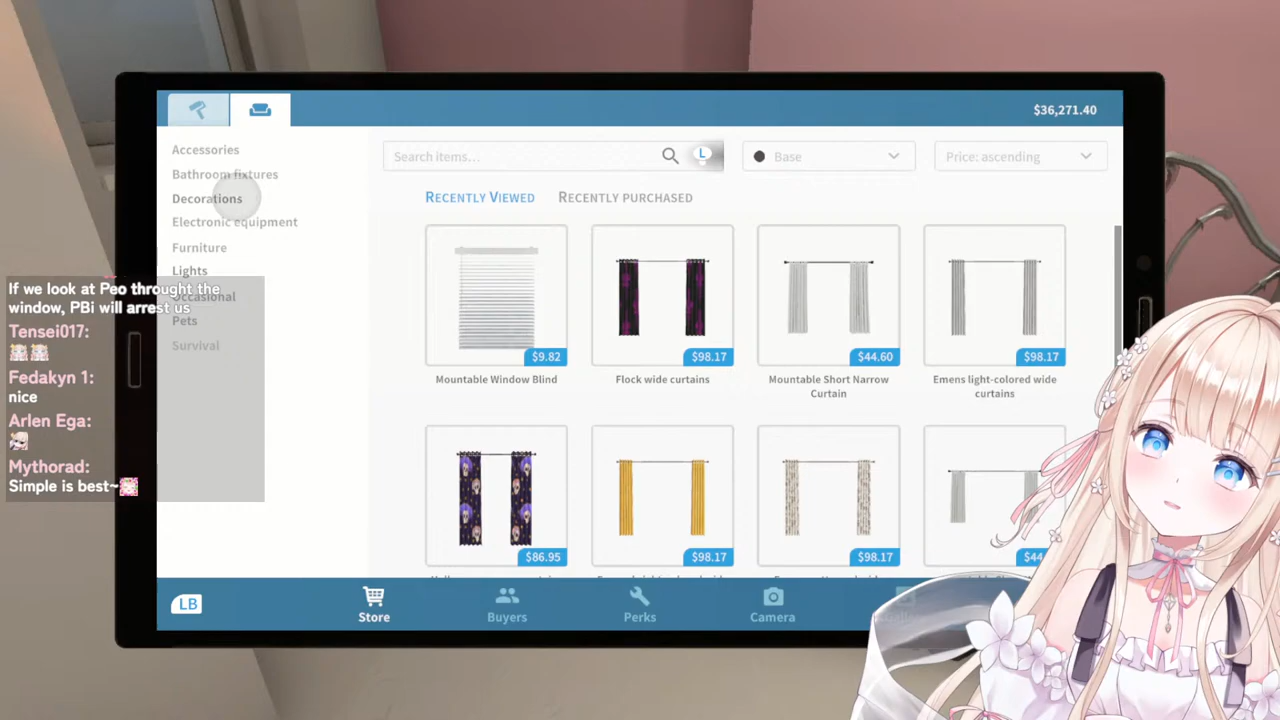 $36,271.40
Accessories
Bathroom fixtures
Decorations
Electronic equipment
Furniture
Lights
Occasional
Pets
Survival
Search items...
L
Base
Price: ascending
RECENTLY VIEWED
RECENTLY PURCHASED
$9.82
Mountable Window Blind
$98.17
Flock wide curtains
$44.60
Mountable Short Narrow
Curtain
$98.17
Emens light-colored wide
curtains
$86.95
$98.17
$98.17
$44
If we look at Peo throught the
window, PBi will arrest us
Tensei017:
Fedakyn 1:
nice
Arlen Ega:
Mythorad:
Simple is best~
LB
Store
Buyers
Perks
Camera